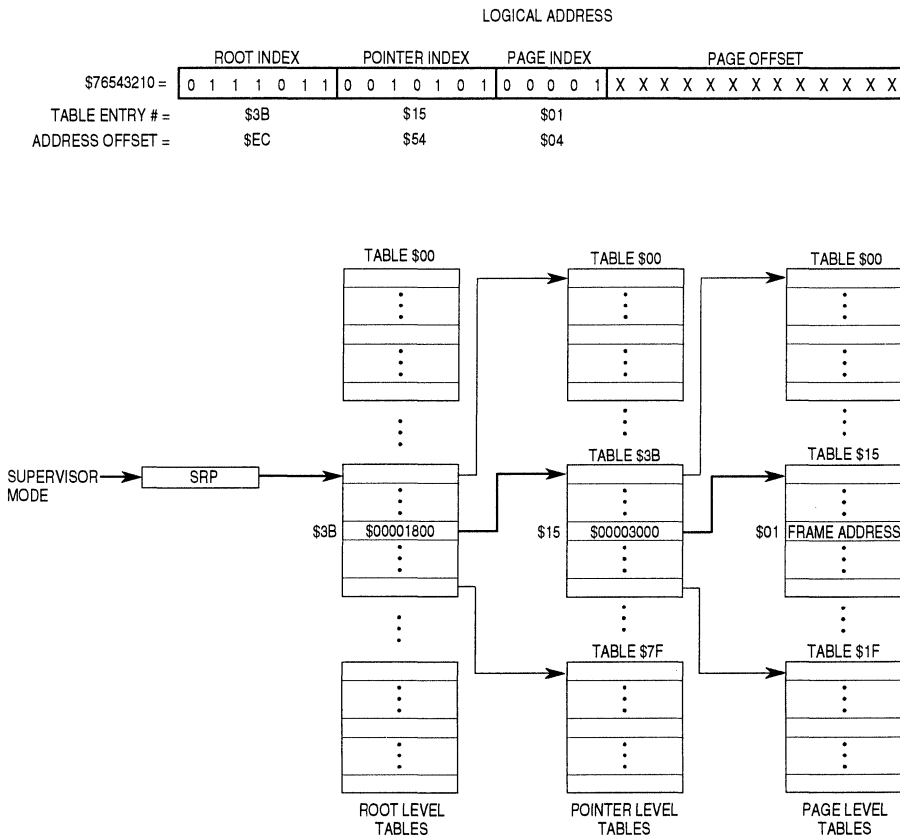 LOGICAL ADDRESS
ROOT INDEX POINTER INDEX PAGE INDEX PAGE OFFSET
$76543210 = 0 1 1 1 0 1 1 0 0 1 0 1 0 1 0 0 0 0 1 X X X X X X X X X X X X X
TABLE ENTRY # = $3B $15 $01
ADDRESS OFFSET = $EC $54 $04
TABLE $00 TABLE $00 TABLE $00
TABLE $3B TABLE $15
SUPERVISOR MODE
SRP
$3B $00001800 $15 $00003000 $01 FRAME ADDRESS
TABLE $7F TABLE $1F
ROOT LEVEL TABLES
POINTER LEVEL TABLES
PAGE LEVEL TABLES